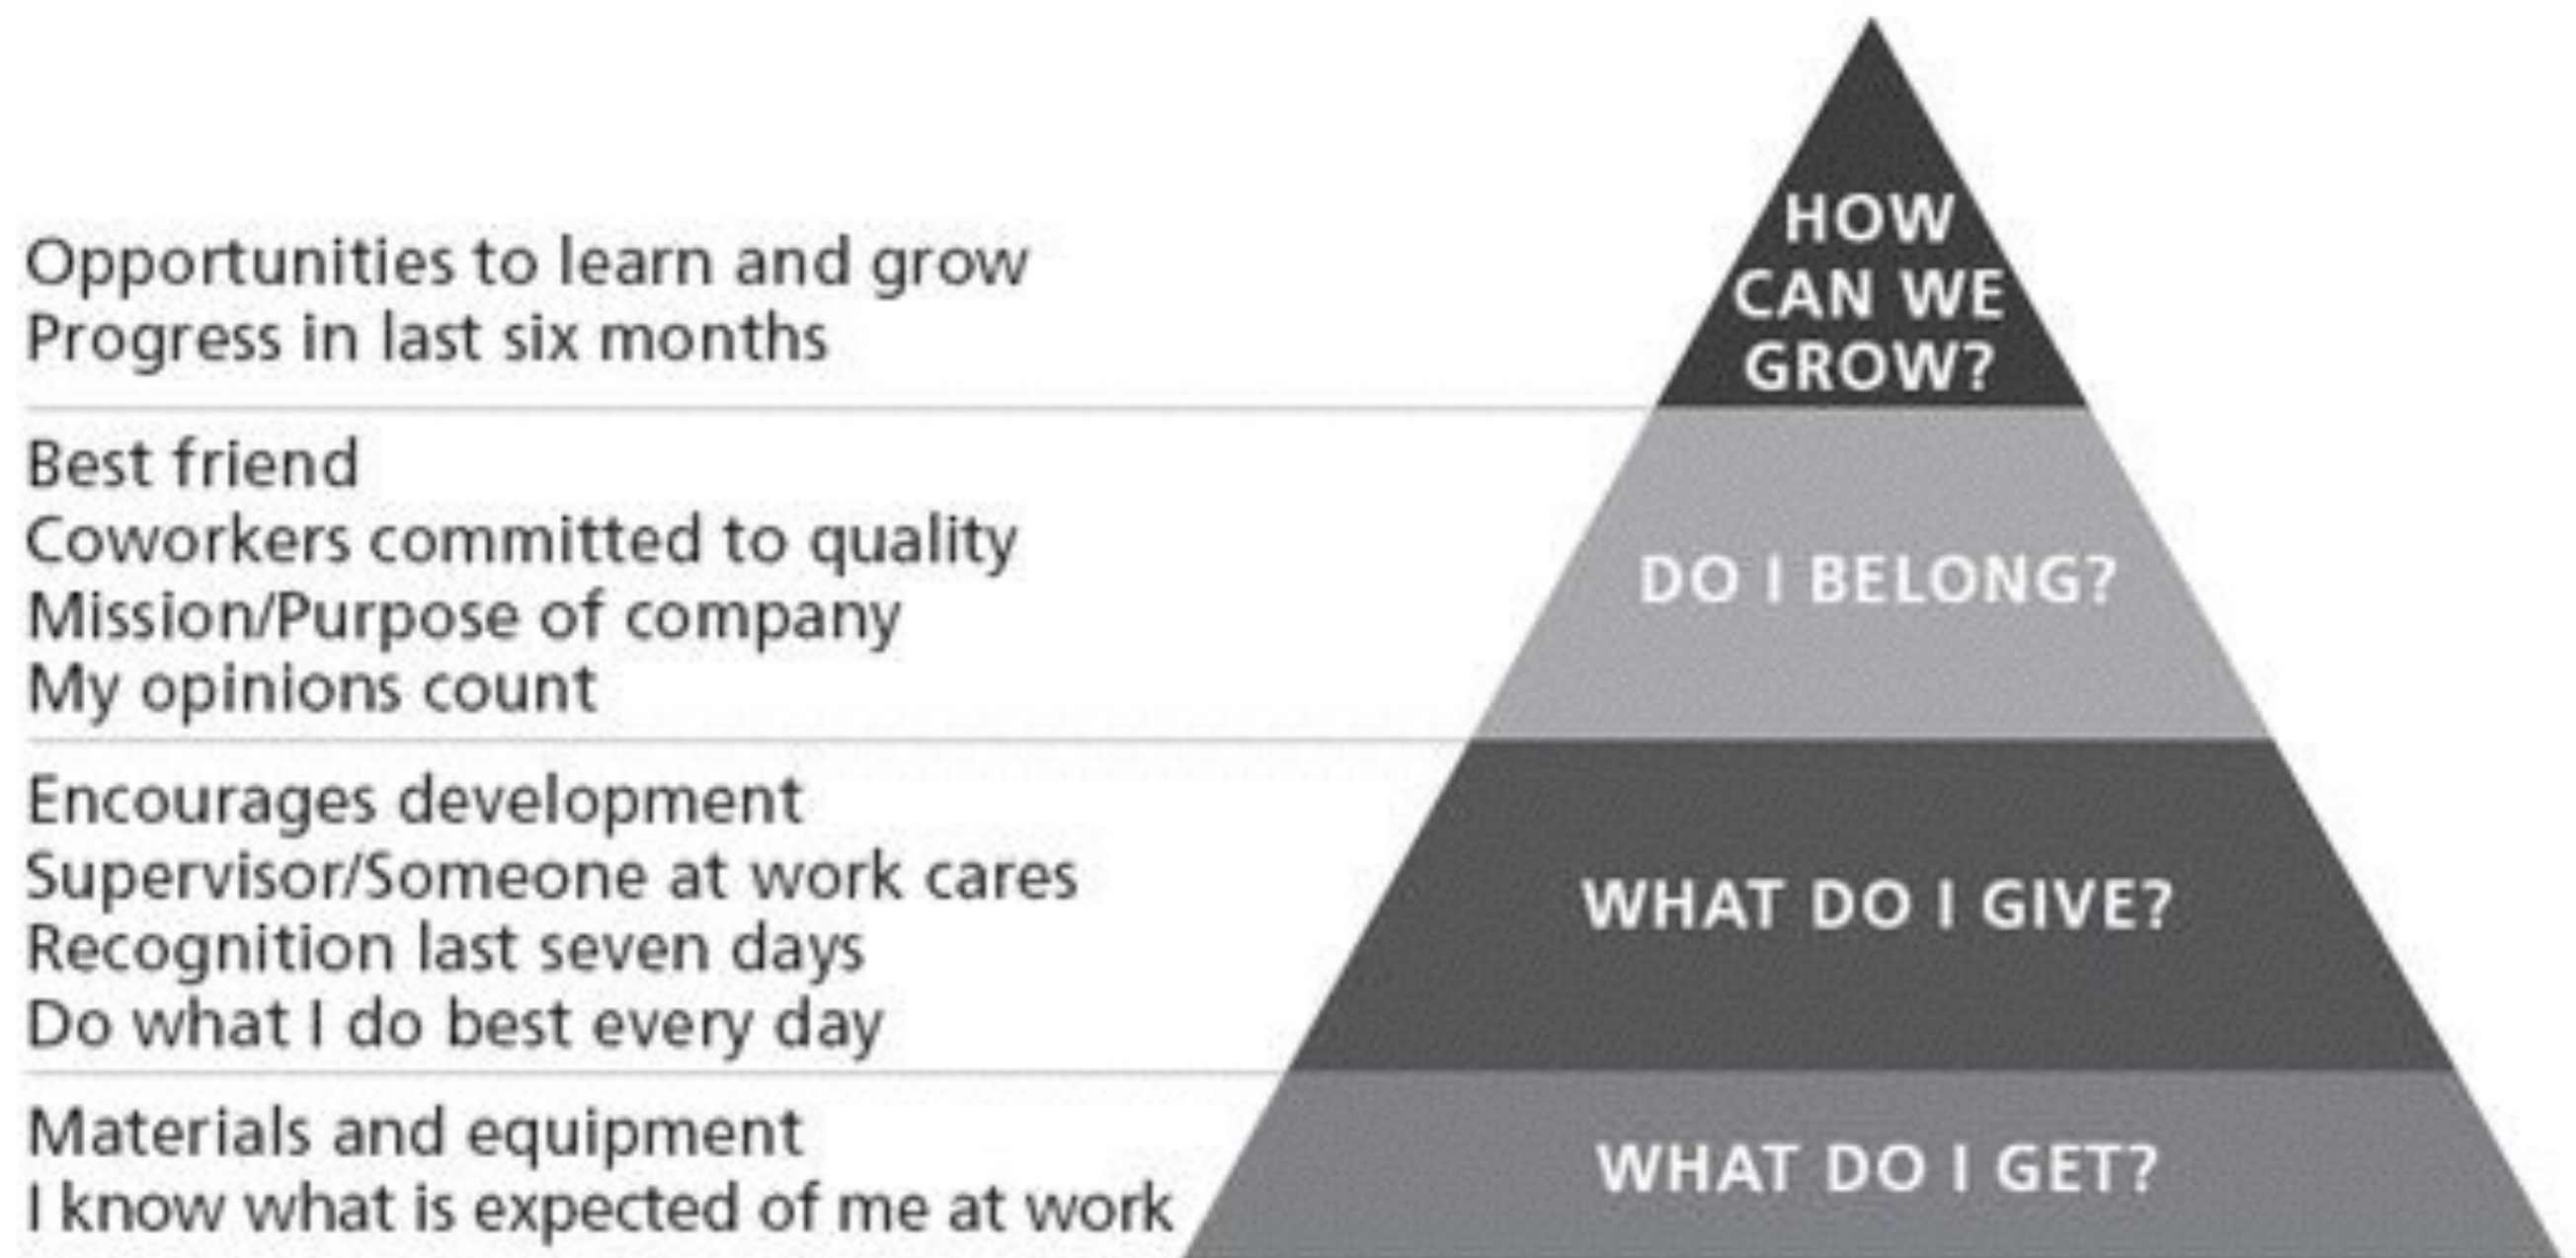 HOW
CAN WE
GROW?
Opportunities to learn and grow
Progress in last six months
DO I BELONG?
Best friend
Coworkers committed to quality
Mission/Purpose of company
My opinions count
WHAT DO I GIVE?
Encourages development
Supervisor/Someone at work cares
Recognition last seven days
Do what I do best every day
WHAT DO I GET?
Materials and equipment
I know what is expected of me at work